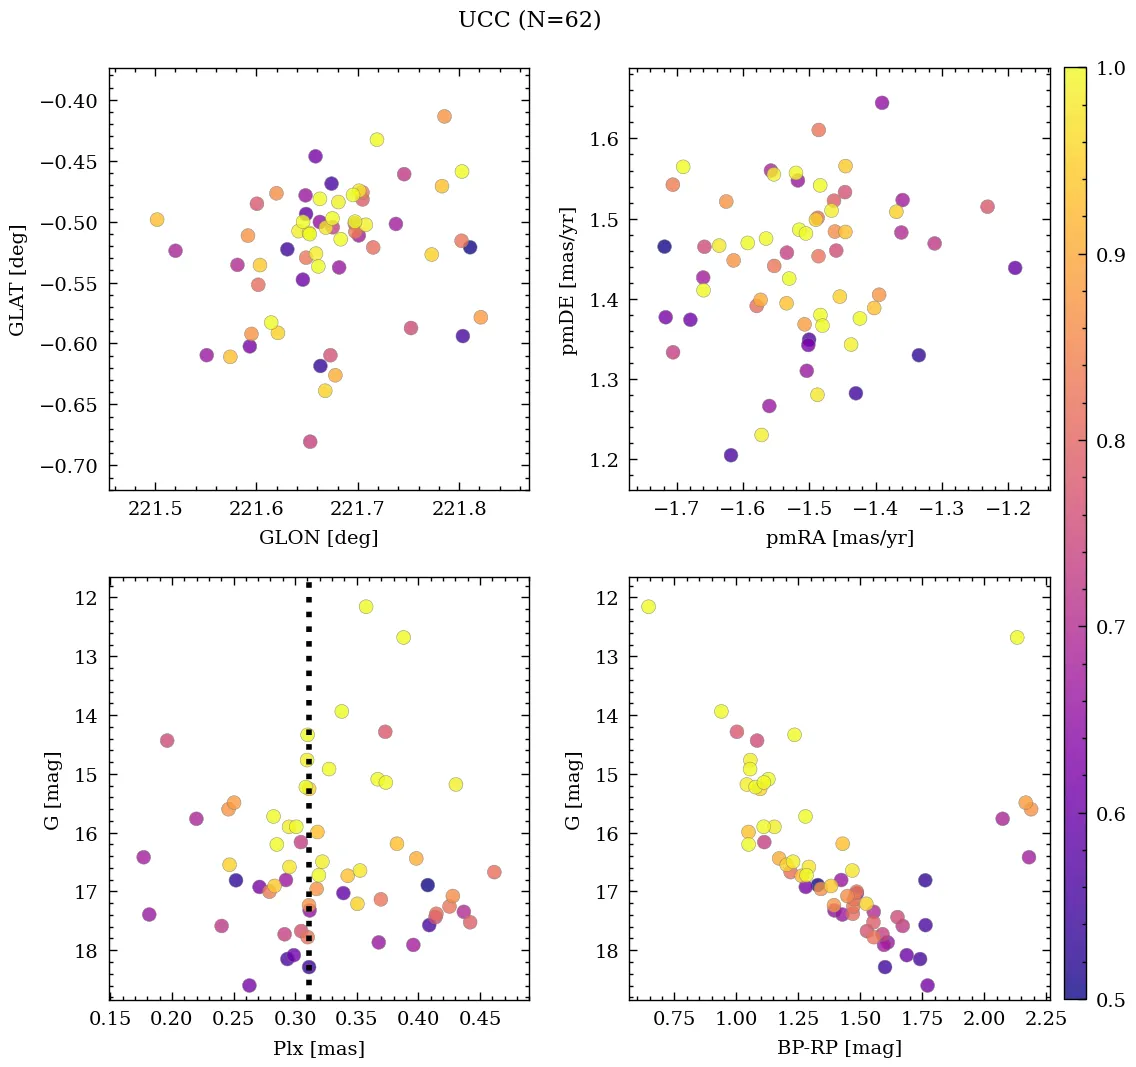 UCC (N=62)
−0.40
−0.45
−0.50
−0.55
−0.60
−0.65
−0.70
GLAT [deg]
221.5 221.6 221.7 221.8
GLON [deg]
1.6
1.5
1.4
1.3
1.2
pmDE [mas/yr]
−1.7 −1.6 −1.5 −1.4 −1.3 −1.2
pmRA [mas/yr]
12
13
14
15
16
17
18
G [mag]
0.15 0.20 0.25 0.30 0.35 0.40 0.45
Plx [mas]
12
13
14
15
16
17
18
G [mag]
0.75 1.00 1.25 1.50 1.75 2.00 2.25
BP-RP [mag]
1.0
0.9
0.8
0.7
0.6
0.5